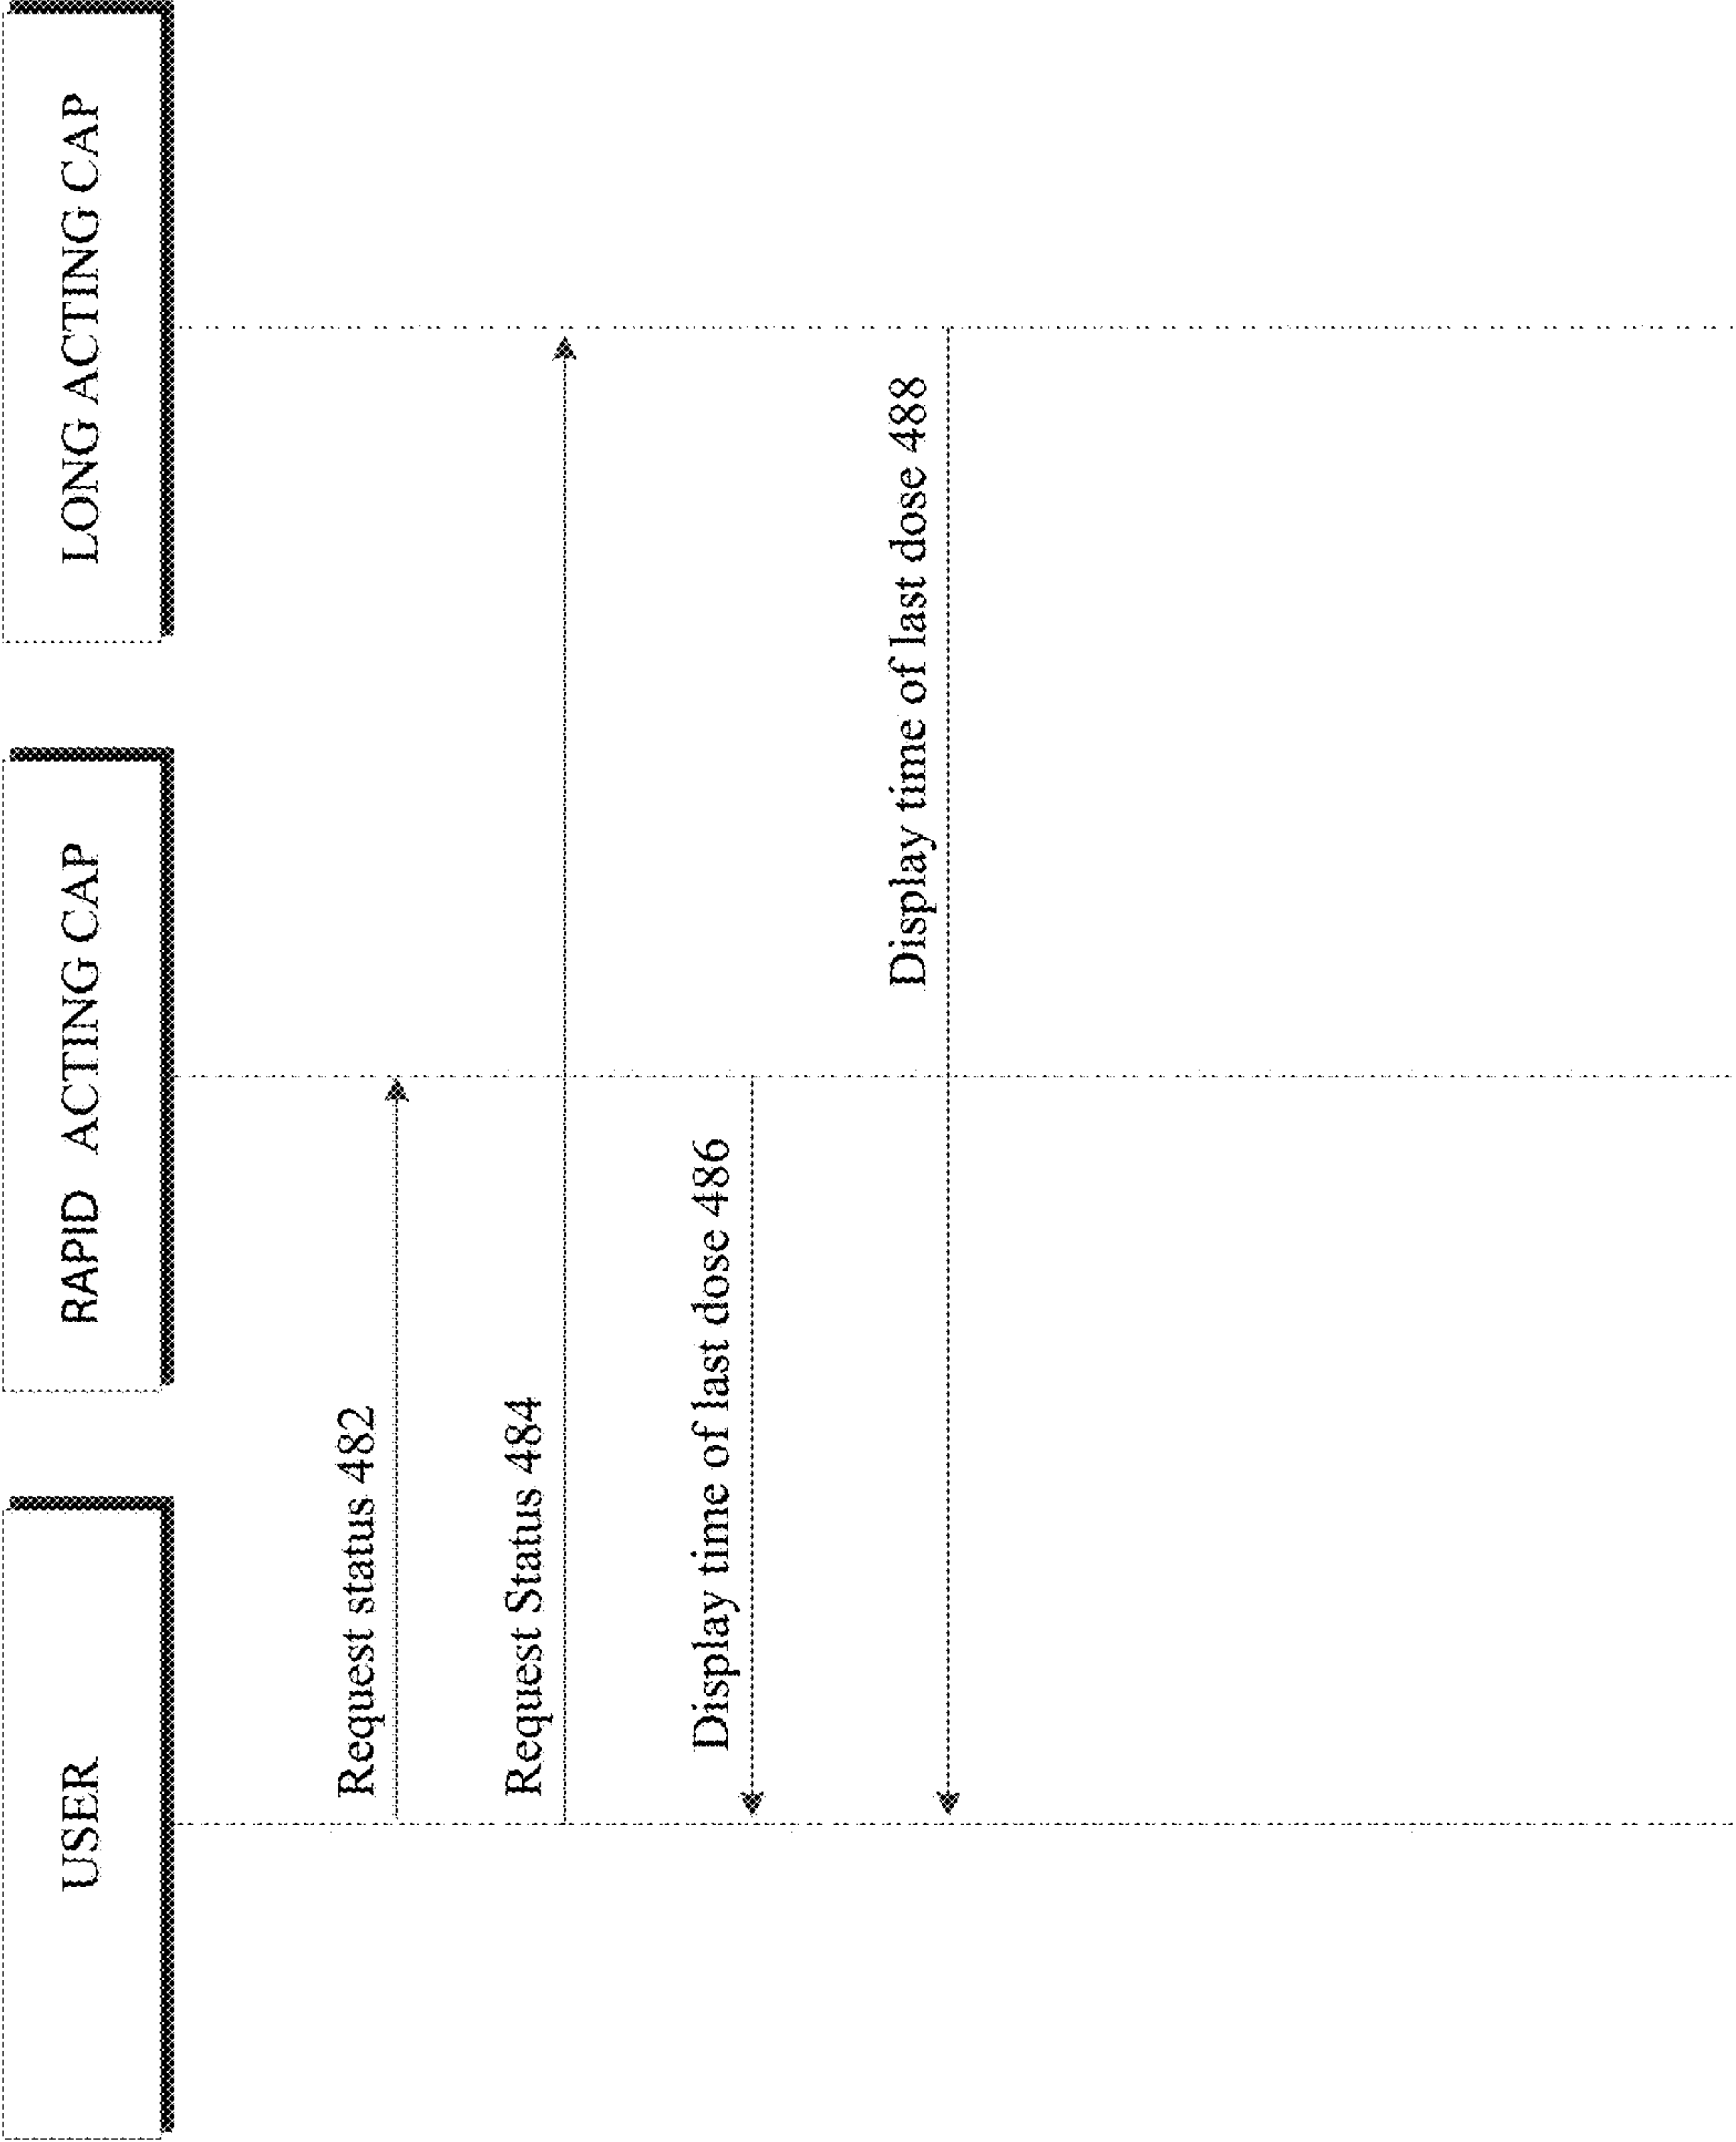 USER
RAPID ACTING CAP
LONG ACTING CAP
Request status 482
Request Status 484
Display time of last dose 486
Display time of last dose 488